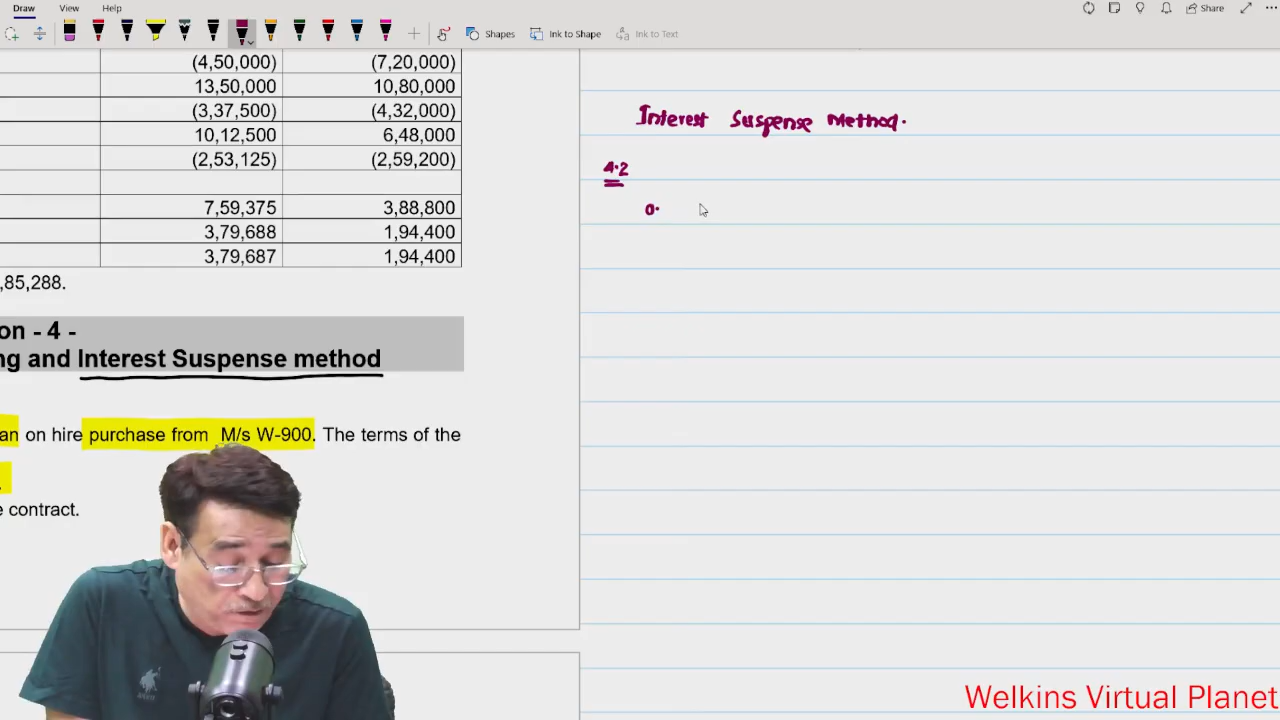 Draw View Help Share
Shapes Ink to Shape Ink to Text
(4,50,000) (7,20,000)
13,50,000 10,80,000
(3,37,500) (4,32,000)
10,12,500 6,48,000
(2,53,125) (2,59,200)
7,59,375 3,88,800
3,79,688 1,94,400
3,79,687 1,94,400
,85,288.
on - 4 -
ng and Interest Suspense method
an on hire purchase from M/s W-900. The terms of the
e contract.
Interest Suspense Method.
4.2
a.
Welkins Virtual Planet